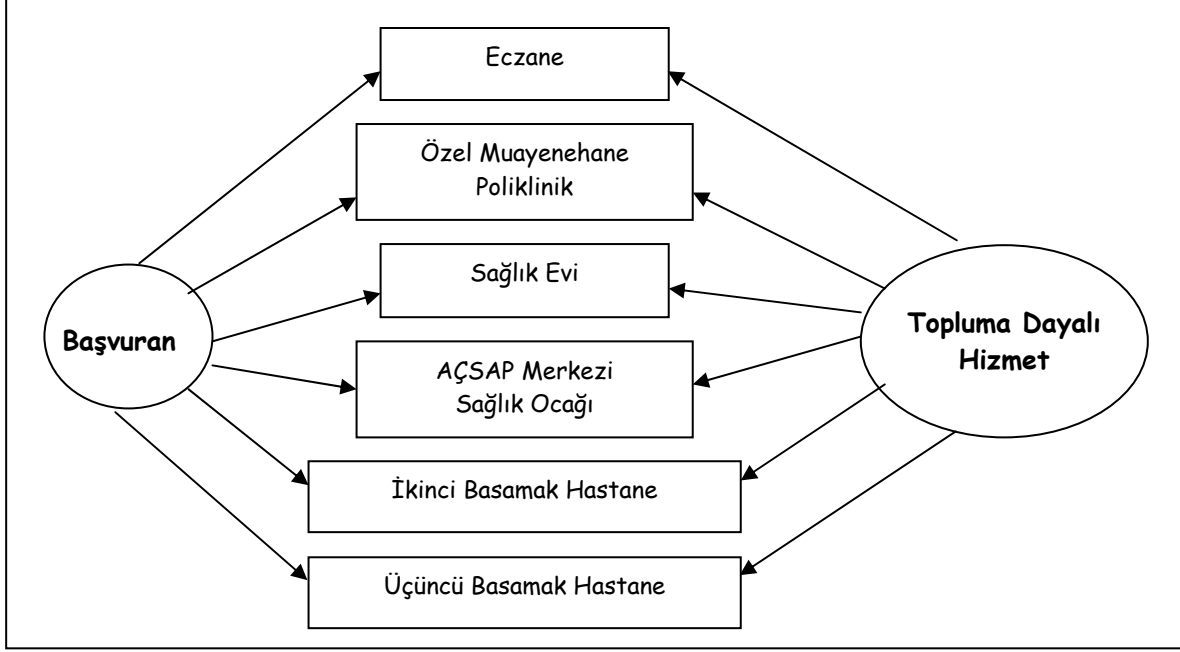 Eczane
Özel Muayenehane
Poliklinik
Sağlık Evi
Başvuran
Topluma Dayalı
Hizmet
AÇSAP Merkezi
Sağlık Ocağı
İkinci Basamak Hastane
Üçüncü Basamak Hastane